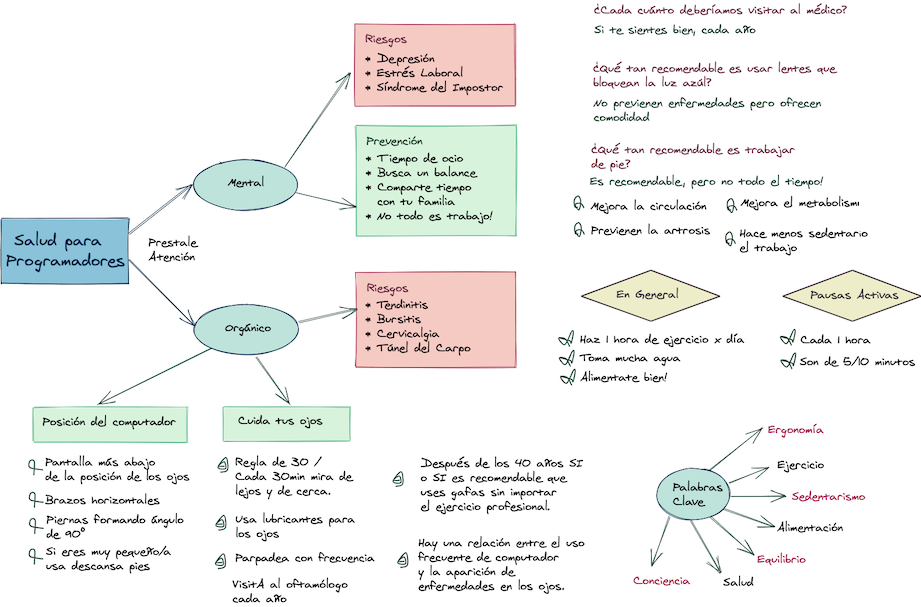 Salud para
Programadores
Prestale
Atención
Mental
Riesgos
* Depresión
* Estrés Laboral
* Síndrome del Impostor
Prevención
* Tiempo de ocio
* Busca un balance
* Comparte tiempo
con tu familia
* No todo es trabajo!
Orgánico
Riesgos
* Tendinitis
* Bursitis
* Cervicalgia
* Túnel del Carpo
Posición del computador
Pantalla más abajo
de la posición de los ojos
Brazos horizontales
Piernas formando ángulo
de 90°
Si eres muy pequeño/a
usa descansa pies
Cuida tus ojos
Regla de 30 /
Cada 30min mira de
lejos y de cerca.
Usa lubricantes para
los ojos
Parpadea con frecuencia
VisitA al oftamólogo
cada año
Después de los 40 años SI
o SI es recomendable que
uses gafas sin importar
el ejercicio profesional.
Hay una relación entre el uso
frecuente de computador
y la aparición de
enfermedades en los ojos.
¿Cada cuánto deberíamos visitar al médico?
Si te sientes bien, cada año
¿Qué tan recomendable es usar lentes que
bloquean la luz azúl?
No previenen enfermedades pero ofrecen
comodidad
¿Qué tan recomendable es trabajar
de pie?
Es recomendable, pero no todo el tiempo!
Mejora la circulación
Mejora el metabolismi
Previenen la artrosis
Hace menos sedentario
el trabajo
En General
Haz 1 hora de ejercicio x día
Toma mucha agua
Alimentate bien!
Pausas Activas
Cada 1 hora
Son de 5/10 minutos
Palabras
Clave
Ergonomía
Ejercicio
Sedentarismo
Alimentación
Equilibrio
Salud
Conciencia